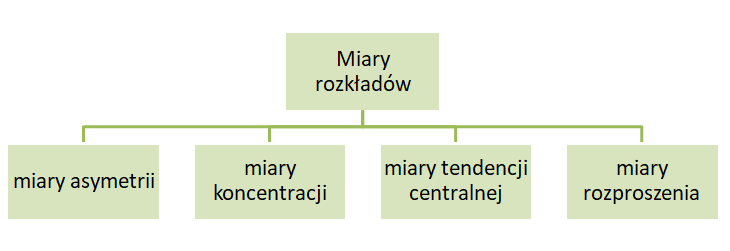 Miary
rozkładów
miary asymetrii
miary
koncentracji
miary tendencji
centralnej
miary
rozproszenia